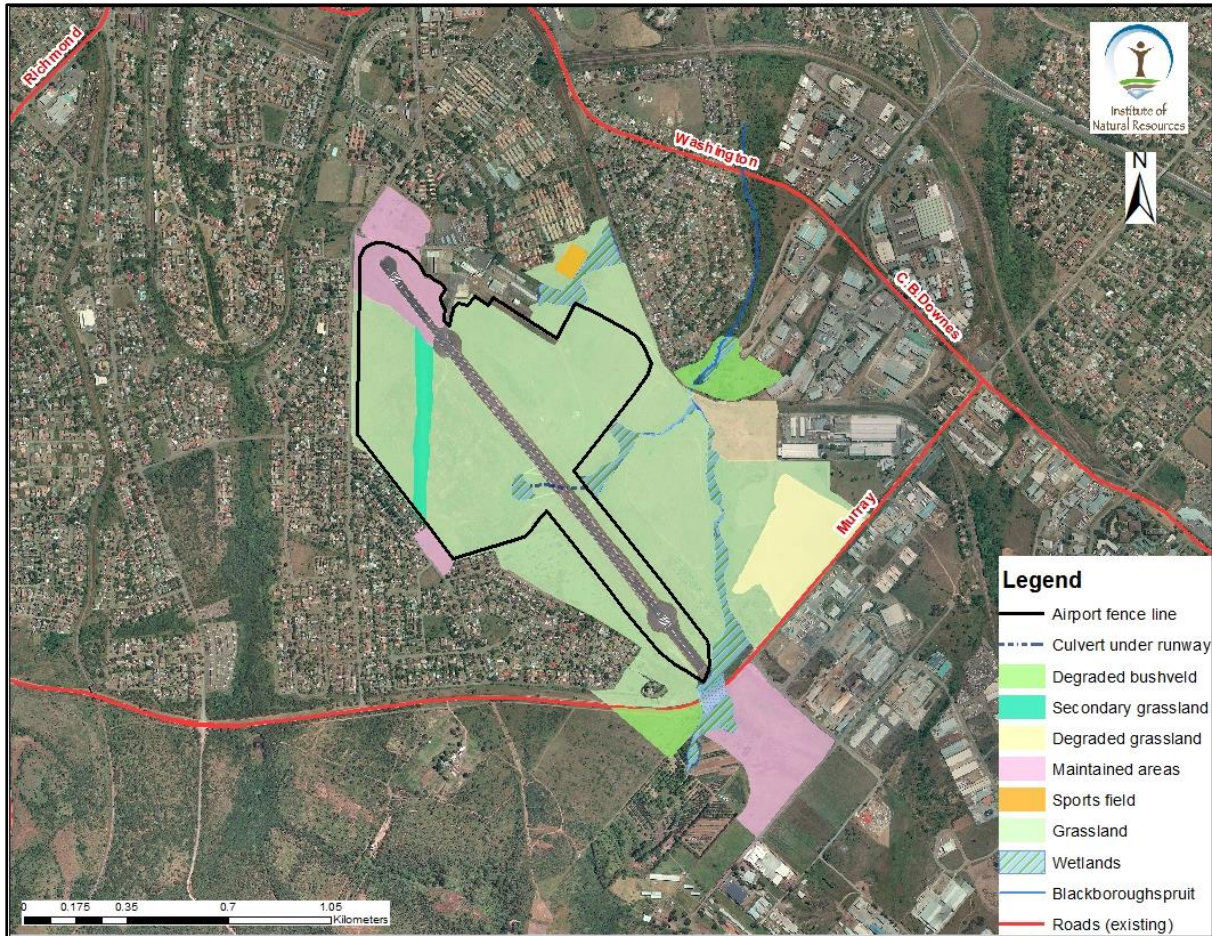 Richmond
Washington
C.B.Downes
Murray
Institute of
Natural Resources
N
Legend
Airport fence line
Culvert under runway
Degraded bushveld
Secondary grassland
Degraded grassland
Maintained areas
Sports field
Grassland
Wetlands
Blackboroughspruit
Roads (existing)
0 0.175 0.35 0.7 1.05
Kilometers